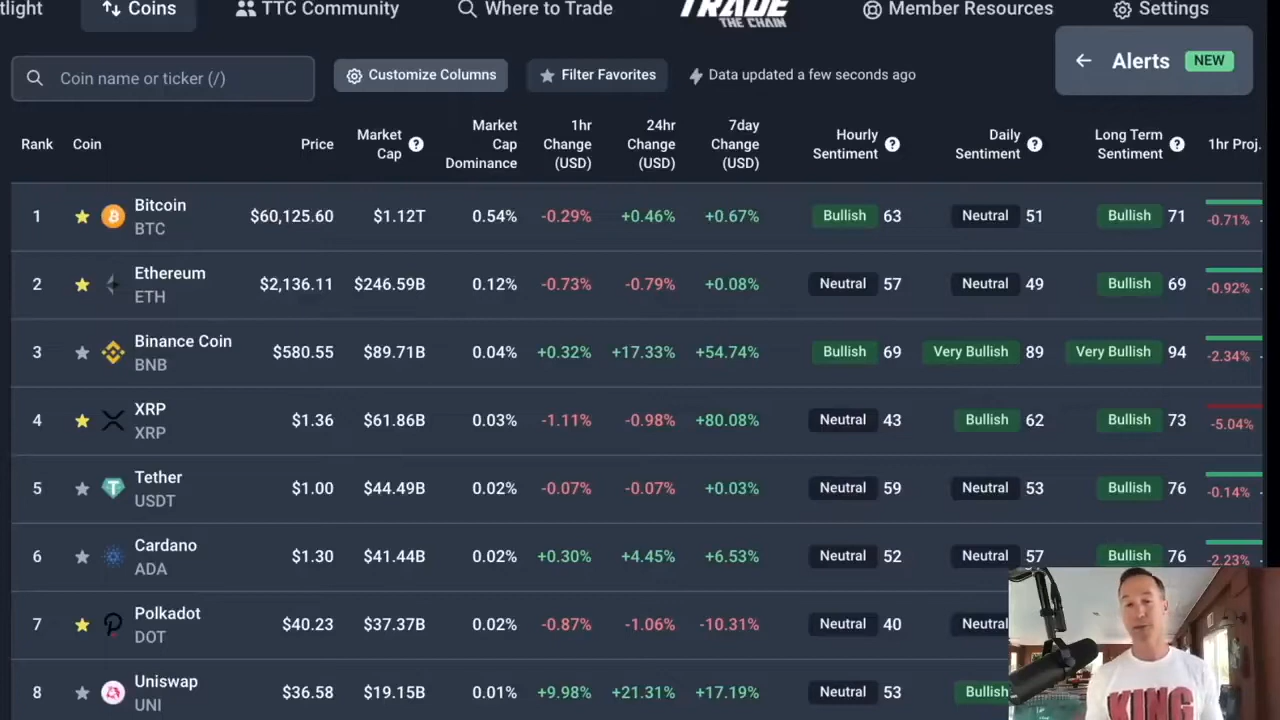 tlight
Coins
TTC Community
Where to Trade
TRADE
THE CHAIN
Member Resources
Settings
Coin name or ticker (/)
Customize Columns
Filter Favorites
Data updated a few seconds ago
Alerts NEW
Rank Coin Price Market Cap Market Cap Dominance 1hr Change (USD) 24hr Change (USD) 7day Change (USD) Hourly Sentiment Daily Sentiment Long Term Sentiment 1hr Proj.
1 Bitcoin BTC $60,125.60 $1.12T 0.54% -0.29% +0.46% +0.67% Bullish 63 Neutral 51 Bullish 71 -0.71%
2 Ethereum ETH $2,136.11 $246.59B 0.12% -0.73% -0.79% +0.08% Neutral 57 Neutral 49 Bullish 69 -0.92%
3 Binance Coin BNB $580.55 $89.71B 0.04% +0.32% +17.33% +54.74% Bullish 69 Very Bullish 89 Very Bullish 94 -2.34%
4 XRP XRP $1.36 $61.86B 0.03% -1.11% -0.98% +80.08% Neutral 43 Bullish 62 Bullish 73 -5.04%
5 Tether USDT $1.00 $44.49B 0.02% -0.07% -0.07% +0.03% Neutral 59 Neutral 53 Bullish 76 -0.14%
6 Cardano ADA $1.30 $41.44B 0.02% +0.30% +4.45% +6.53% Neutral 52 Neutral 57 Bullish 76 -2.23%
7 Polkadot DOT $40.23 $37.37B 0.02% -0.87% -1.06% -10.31% Neutral 40 Neutral
8 Uniswap UNI $36.58 $19.15B 0.01% +9.98% +21.31% +17.19% Neutral 53 Bullish
KING